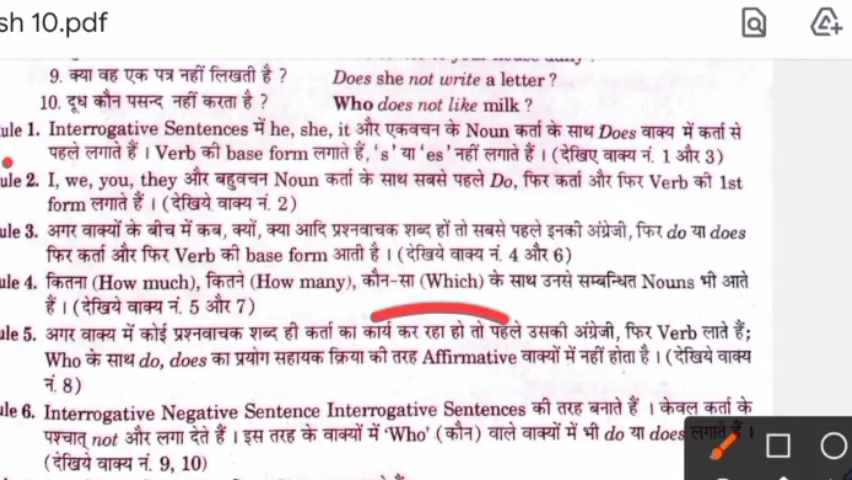 sh 10.pdf
9. क्या वह एक पत्र नहीं लिखती है ? Does she not write a letter ?
10. दूध कौन पसन्द नहीं करता है ? Who does not like milk ?
ule 1. Interrogative Sentences में he, she, it और एकवचन के Noun कर्ता के साथ Does वाक्य में कर्ता से
पहले लगाते हैं । Verb की base form लगाते हैं, 's' या 'es' नहीं लगाते हैं । (देखिए वाक्य नं. 1 और 3)
ule 2. I, we, you, they और बहुवचन Noun कर्ता के साथ सबसे पहले Do, फिर कर्ता और फिर Verb की 1st
form लगाते हैं । (देखिये वाक्य नं. 2)
ule 3. अगर वाक्यों के बीच में कब, क्यों, क्या आदि प्रश्नवाचक शब्द हों तो सबसे पहले इनकी अंग्रेजी, फिर do या does
फिर कर्ता और फिर Verb की base form आती है । (देखिये वाक्य नं. 4 और 6)
ule 4. कितना (How much), कितने (How many), कौन-सा (Which) के साथ उनसे सम्बन्धित Nouns भी आते
हैं । (देखिये वाक्य नं. 5 और 7)
ule 5. अगर वाक्य में कोई प्रश्नवाचक शब्द ही कर्ता का कार्य कर रहा हो तो पहले उसकी अंग्रेजी, फिर Verb लाते हैं;
Who के साथ do, does का प्रयोग सहायक क्रिया की तरह Affirmative वाक्यों में नहीं होता है । (देखिये वाक्य
नं. 8)
ule 6. Interrogative Negative Sentence Interrogative Sentences की तरह बनाते हैं । केवल कर्ता के
पश्चात् not और लगा देते हैं । इस तरह के वाक्यों में 'Who' (कौन) वाले वाक्यों में भी do या does लगाते हैं ।
(देखिये वाक्य नं. 9, 10)